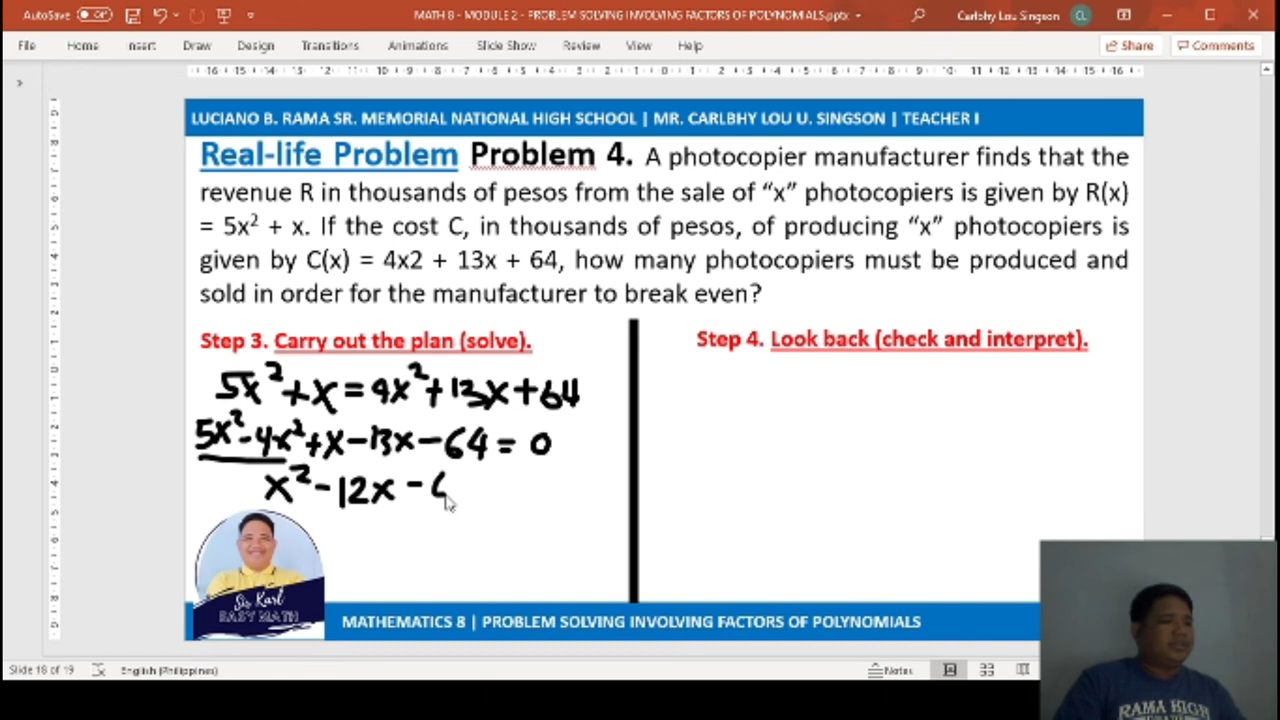 AutoSave Off MATH 8 - MODULE 2 - PROBLEM SOLVING INVOLVING FACTORS OF POLYNOMIALS.pptx Carlbhy Lou Singson CL
File Home Insert Draw Design Transitions Animations Slide Show Review View Help Share Comments
LUCIANO B. RAMA SR. MEMORIAL NATIONAL HIGH SCHOOL | MR. CARLBHY LOU U. SINGSON | TEACHER I
Real-life Problem Problem 4. A photocopier manufacturer finds that the
revenue R in thousands of pesos from the sale of “x” photocopiers is given by R(x)
= 5x² + x. If the cost C, in thousands of pesos, of producing “x” photocopiers is
given by C(x) = 4x2 + 13x + 64, how many photocopiers must be produced and
sold in order for the manufacturer to break even?
Step 3. Carry out the plan (solve).
5x²+x=4x²+13x+64
5x²-4x²+x-13x-64=0
x²-12x-6
Step 4. Look back (check and interpret).
Sir Karl
EASY MATH
MATHEMATICS 8 | PROBLEM SOLVING INVOLVING FACTORS OF POLYNOMIALS
Slide 18 of 19 English (Philippines) Notes
RAMA HIGH